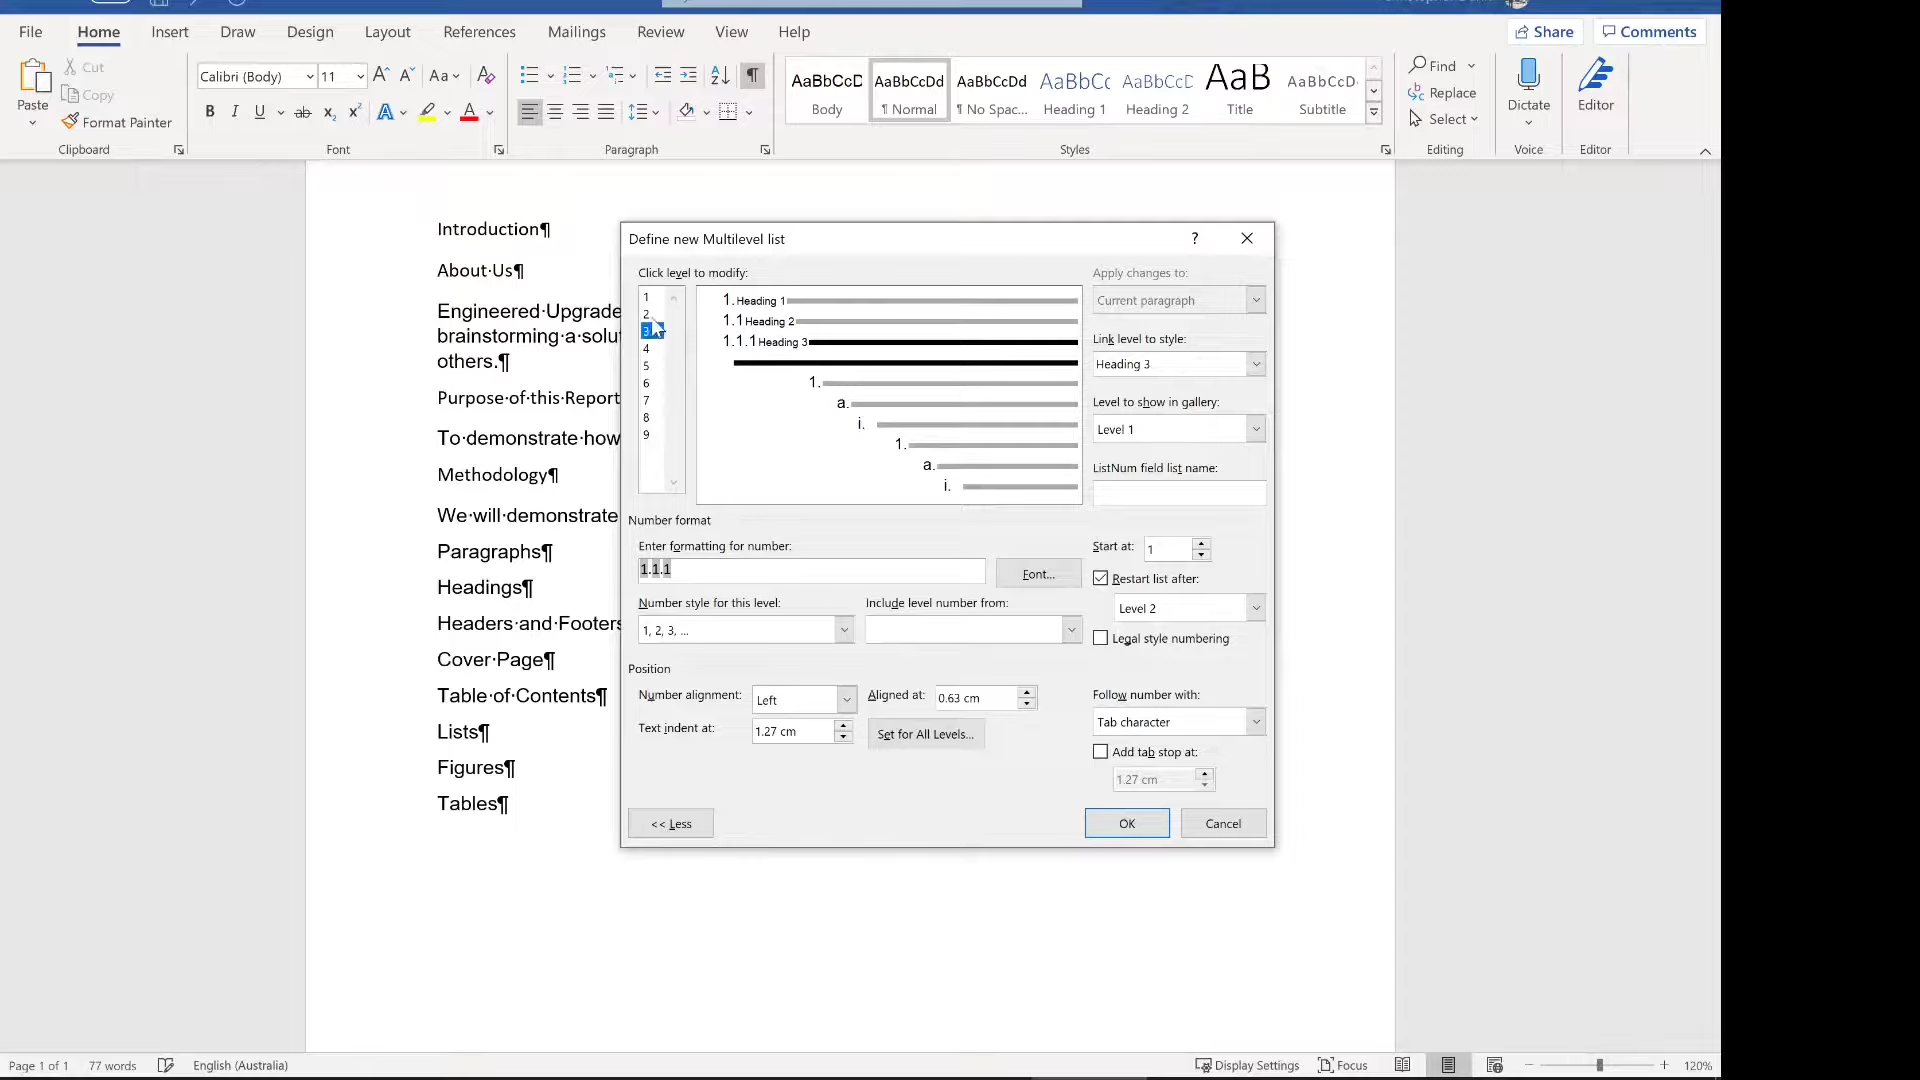 File Home Insert Draw Design Layout References Mailings Review View Help Share Comments
Paste Cut Copy Format Painter
Calibri (Body) 11
AaBbCcD AaBbCcDd AaBbCcDd AaBbCc AaBbCcD AaB AaBbCcD
Body ¶ Normal ¶ No Spac... Heading 1 Heading 2 Title Subtitle
Find Replace Select
Dictate Editor
Clipboard Font Paragraph Styles Editing Voice Editor
Introduction¶
About·Us¶
Engineered·Upgrade
brainstorming·a·solu
others.¶
Purpose·of·this·Report
To·demonstrate·how
Methodology¶
We·will·demonstrate
Paragraphs¶
Headings¶
Headers·and·Footers
Cover·Page¶
Table·of·Contents¶
Lists¶
Figures¶
Tables¶
Define new Multilevel list ?
Click level to modify:
1
2
3
4
5
6
7
8
9
1. Heading 1
1.1 Heading 2
1.1.1 Heading 3
1.
a.
i.
1.
a.
i.
Apply changes to:
Current paragraph
Link level to style:
Heading 3
Level to show in gallery:
Level 1
ListNum field list name:
Number format
Enter formatting for number:
1.1.1
Font...
Start at: 1
Restart list after:
Level 2
Legal style numbering
Number style for this level: Include level number from:
1, 2, 3, ...
Position
Number alignment: Left Aligned at: 0.63 cm
Text indent at: 1.27 cm Set for All Levels...
Follow number with:
Tab character
Add tab stop at:
1.27 cm
<< Less OK Cancel
Page 1 of 1 77 words English (Australia) Display Settings Focus 120%